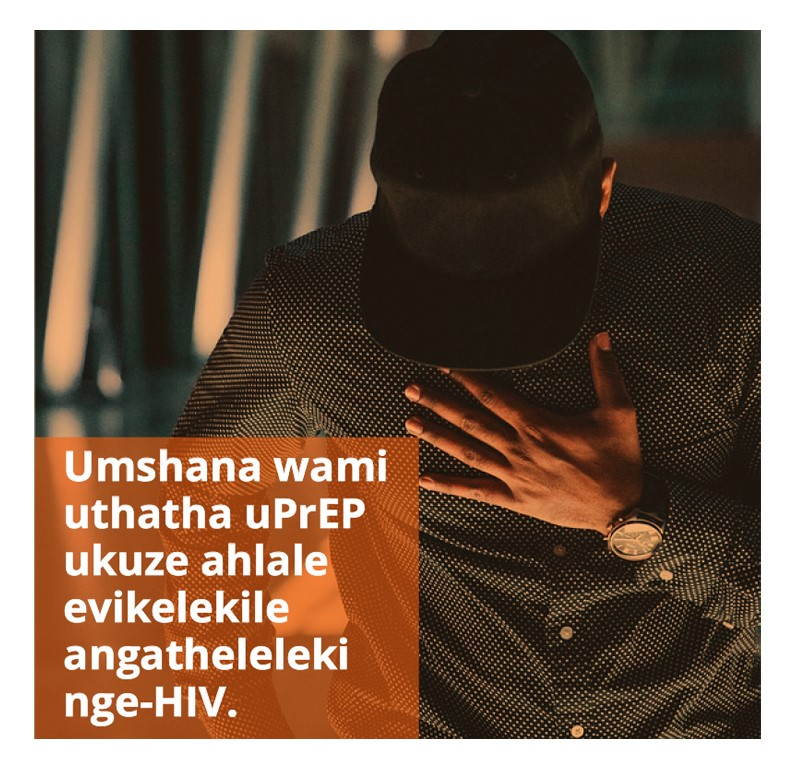 Umshana wami
uthatha uPrEP
ukuze ahlale
evikelekile
angatheleleki
nge-HIV.